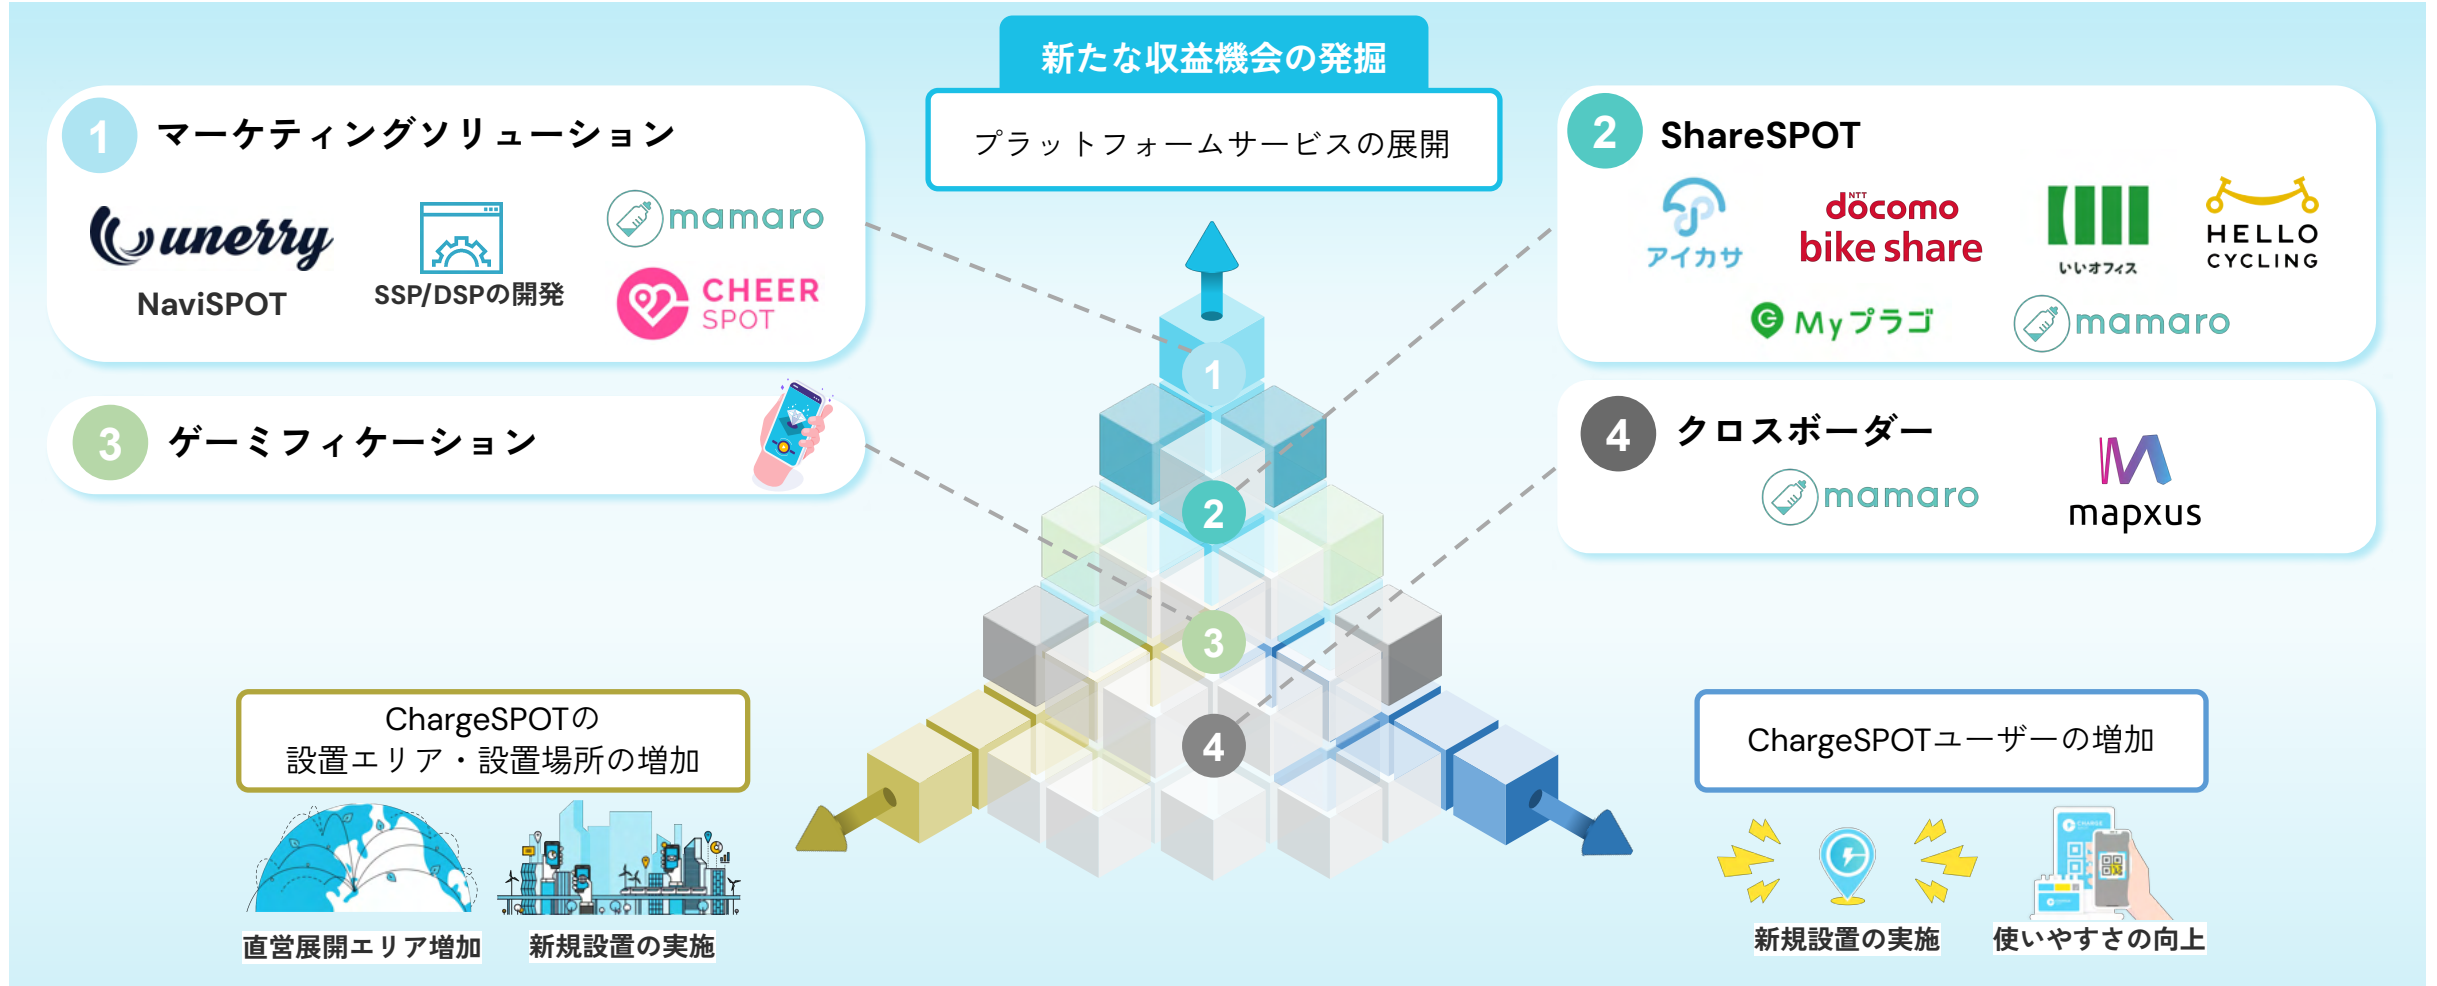 新たな収益機会の発掘
プラットフォームサービスの展開
1
マーケティングソリューション
unerry
NaviSPOT
SSP/DSPの開発
mamaro
CHEER
SPOT
2
ShareSPOT
アイカサ
NTT
docomo
bike share
いいオフィス
HELLO
CYCLING
Myプラゴ
mamaro
3
ゲーミフィケーション
4
クロスボーダー
mamaro
mapxus
1
2
3
4
ChargeSPOTの
設置エリア・設置場所の増加
直営展開エリア増加
新規設置の実施
ChargeSPOTユーザーの増加
CHARGE
新規設置の実施
使いやすさの向上